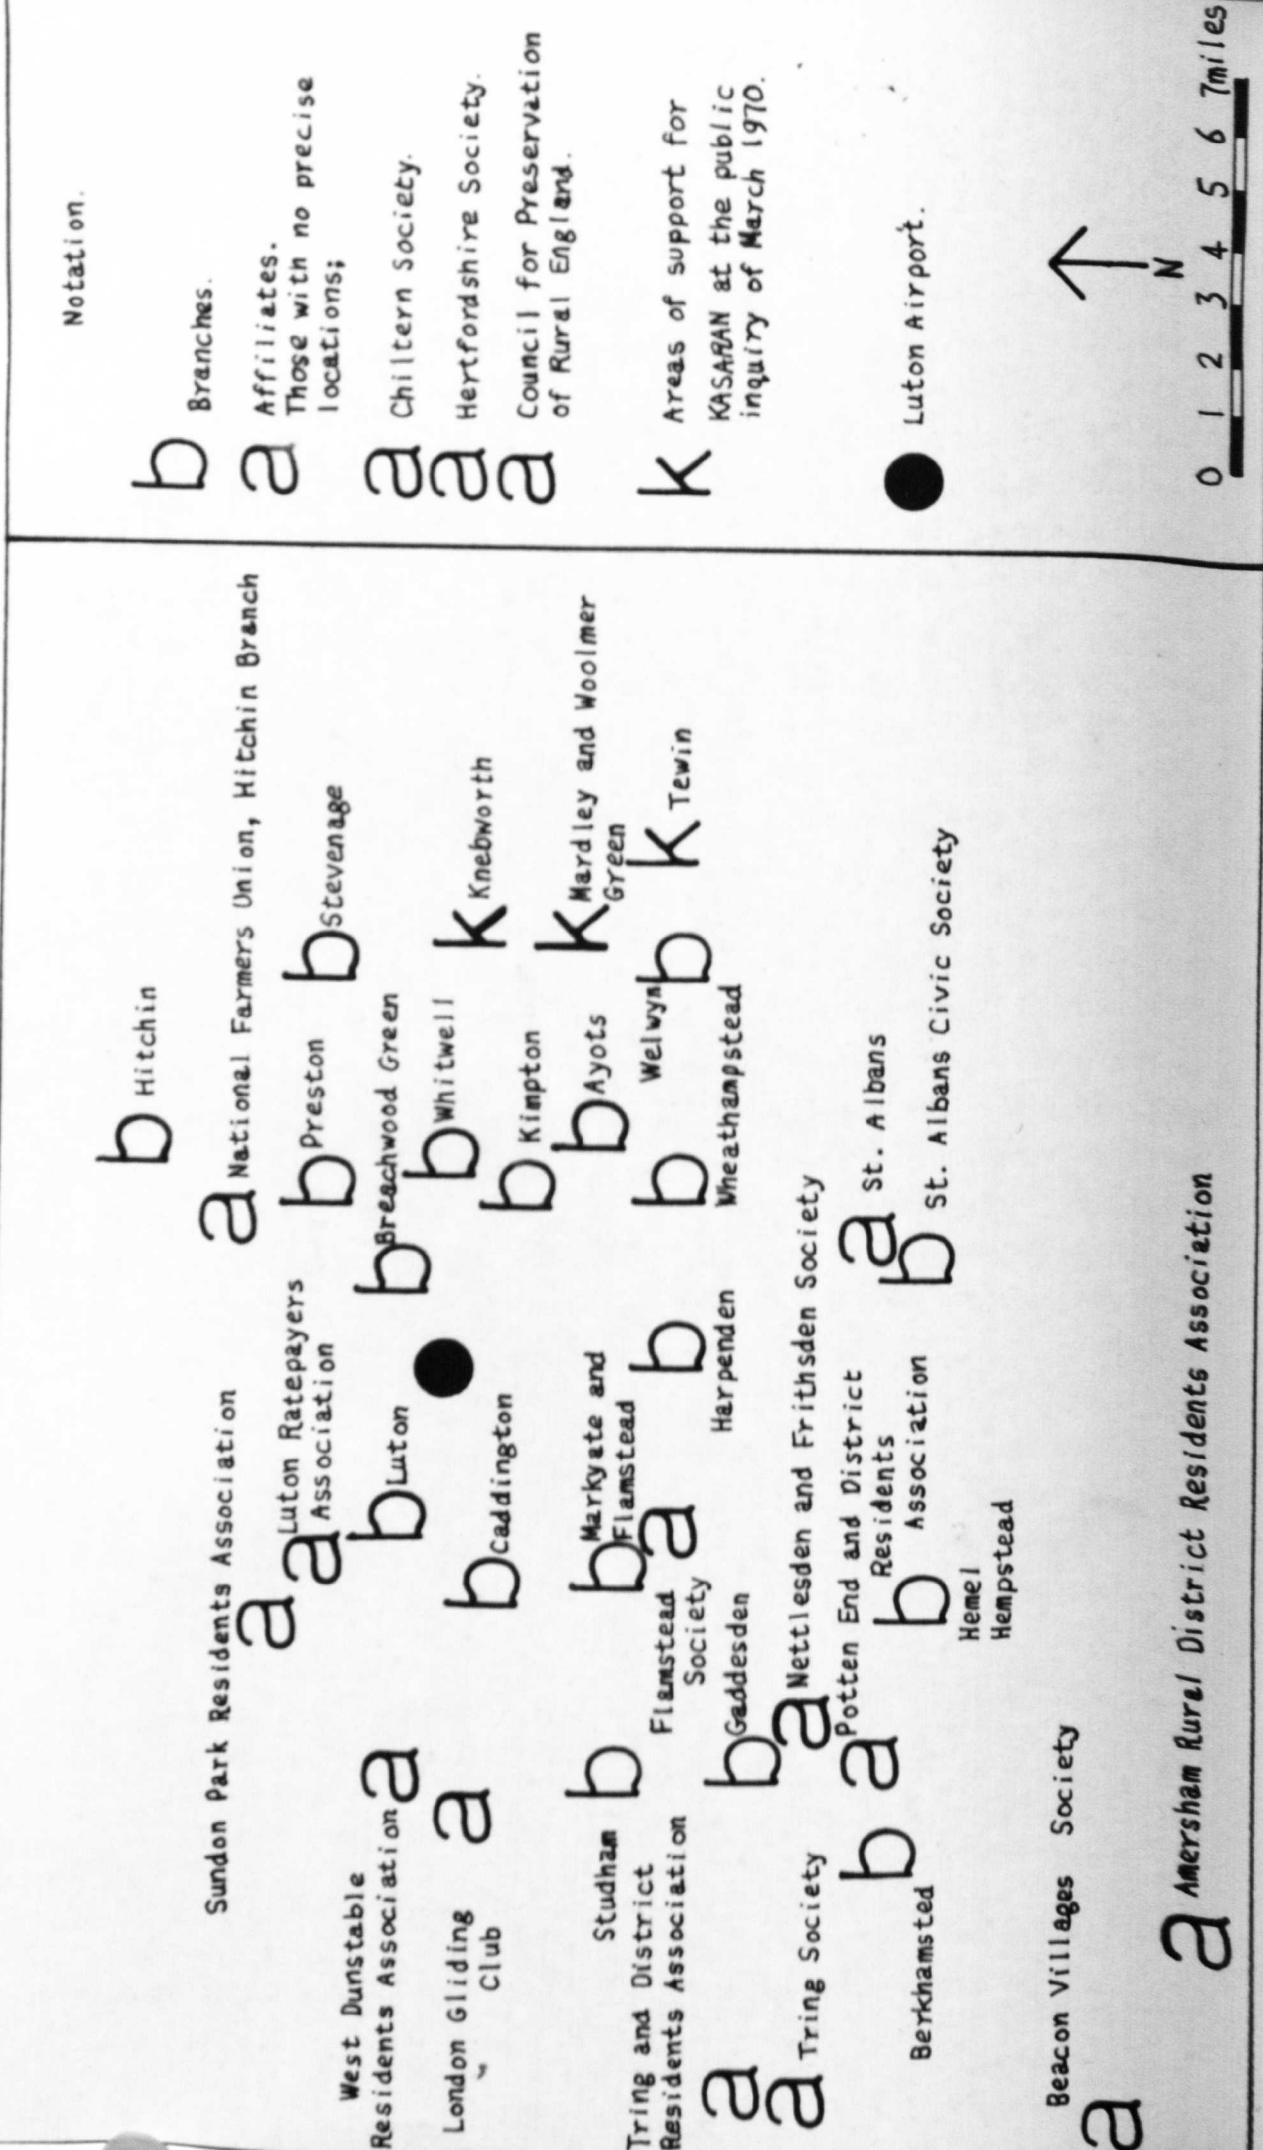 Hitchin
b
National Farmers Union, Hitchin Branch
a
Sundon Park Residents Association
a
Luton Ratepayers
Association
a
Preston
b
Stevenage
b
Breachwood Green
b
West Dunstable
Residents Association
a
Luton
b
Whitwell
b
Knebworth
k
London Gliding
Club
a
Caddington
b
Kimpton
b
Mardley and Woolmer
Green
k
Ayots
b
Markyate and
Flamstead
b
Studham
b
Welwyn
b
Tewin
k
Flamstead
Society
a
Harpenden
b
Wheathampstead
b
Tring and District
Residents Association
a
Gaddesden
b
Nettlesden and Frithsden Society
a
Tring Society
a
Potten End and District
Residents
Association
a
St. Albans
a
St. Albans Civic Society
b
Berkhamsted
b
Hemel
Hempstead
b
Beacon Villages Society
a
Amersham Rural District Residents Association
a
Notation.
b Branches.
a Affiliates.
Those with no precise
locations;
a Chiltern Society.
a Hertfordshire Society.
a Council for Preservation
of Rural England.
k Areas of support for
KASARAN at the public
inquiry of March 1970.
Luton Airport.
N
0 1 2 3 4 5 6 7miles